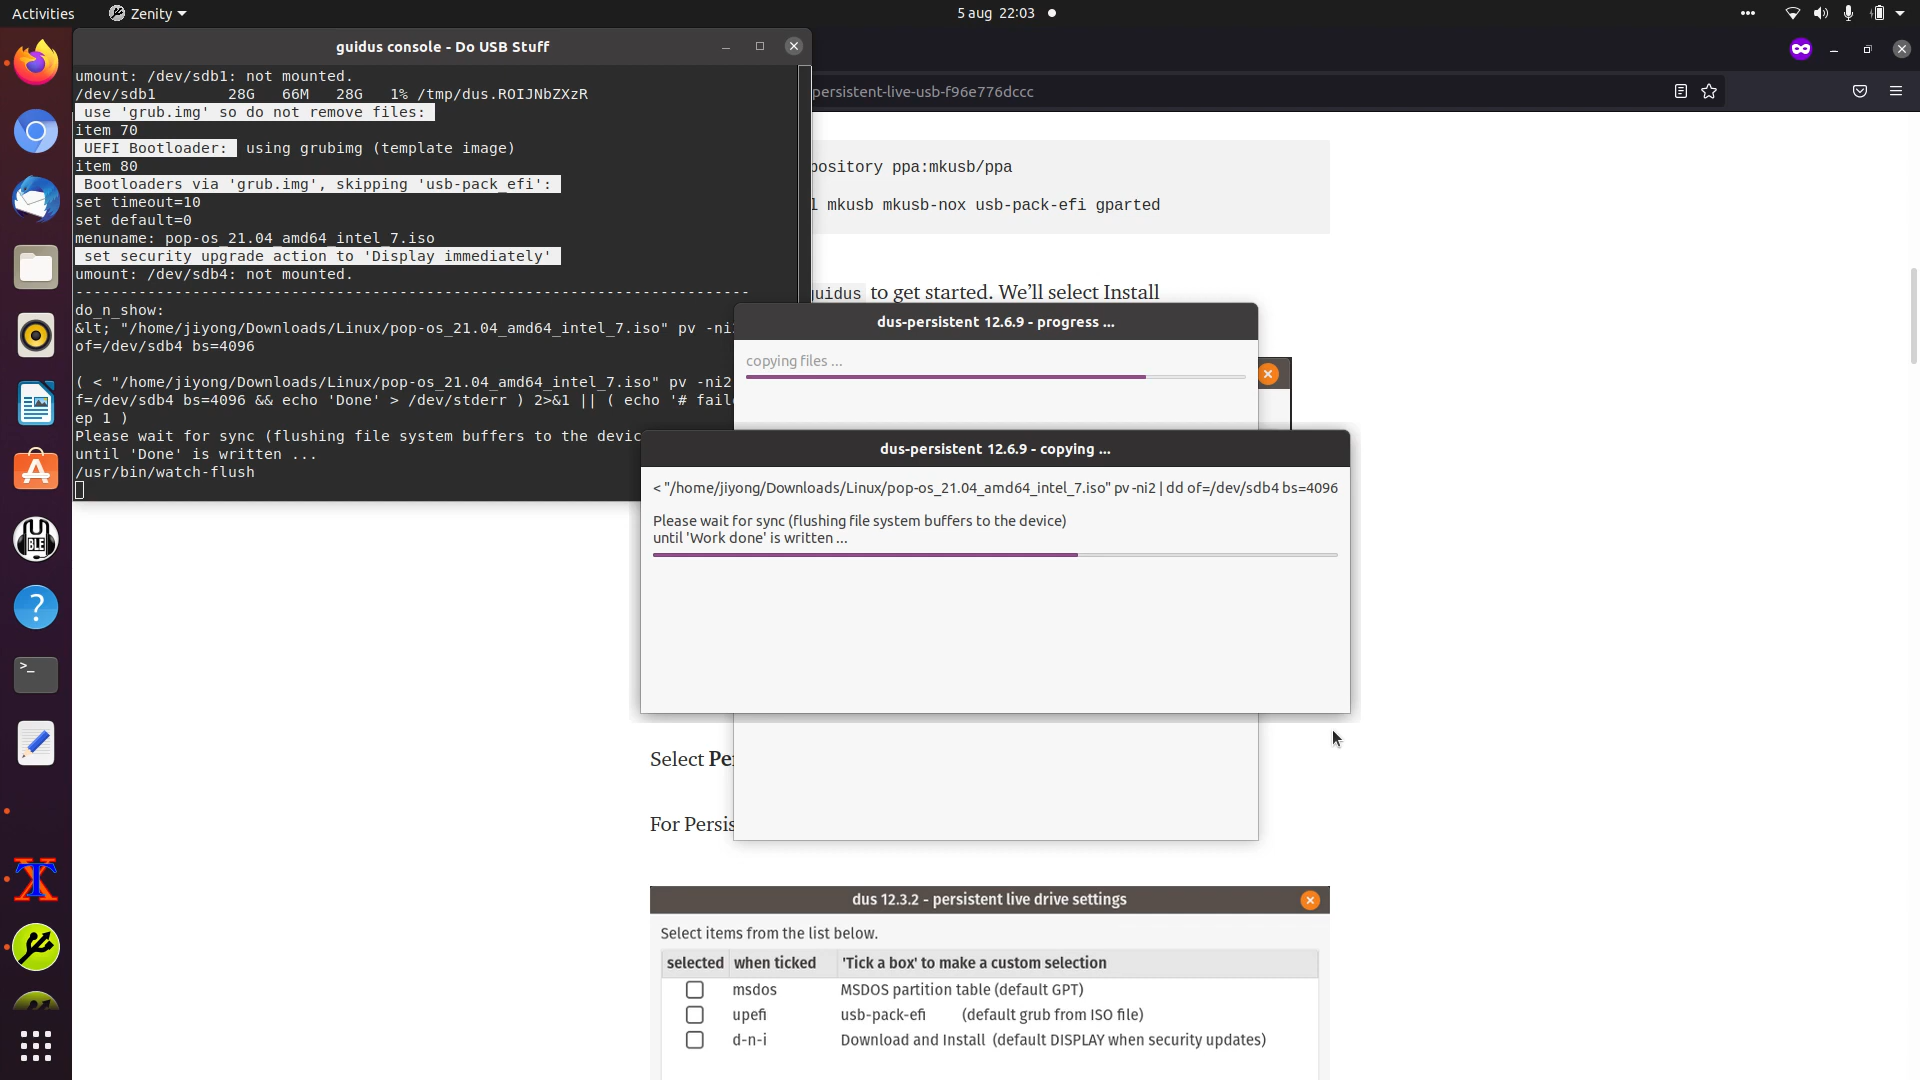 Activities
Zenity
5 aug 22:03
guidus console - Do USB Stuff
umount: /dev/sdb1: not mounted.
/dev/sdb1        28G   66M   28G   1% /tmp/dus.ROIJNbZXzR
use 'grub.img' so do not remove files:
item 70
UEFI Bootloader: using grubimg (template image)
item 80
Bootloaders via 'grub.img', skipping 'usb-pack_efi':
set timeout=10
set default=0
menuname: pop-os_21.04_amd64_intel_7.iso
set security upgrade action to 'Display immediately'
umount: /dev/sdb4: not mounted.
---------------------------------------------------------------------------
do_n_show:
&lt; "/home/jiyong/Downloads/Linux/pop-os_21.04_amd64_intel_7.iso" pv -ni2
of=/dev/sdb4 bs=4096
( < "/home/jiyong/Downloads/Linux/pop-os_21.04_amd64_intel_7.iso" pv -ni2
f=/dev/sdb4 bs=4096 && echo 'Done' > /dev/stderr ) 2>&1 || ( echo '# faile
ep 1 )
Please wait for sync (flushing file system buffers to the devic
until 'Done' is written ...
/usr/bin/watch-flush
persistent-live-usb-f96e776dccc
pository ppa:mkusb/ppa
l mkusb mkusb-nox usb-pack-efi gparted
guidus to get started. We'll select Install
dus-persistent 12.6.9 - progress ...
copying files ...
dus-persistent 12.6.9 - copying ...
< "/home/jiyong/Downloads/Linux/pop-os_21.04_amd64_intel_7.iso" pv -ni2 | dd of=/dev/sdb4 bs=4096
Please wait for sync (flushing file system buffers to the device)
until 'Work done' is written ...
Select Per
For Persis
dus 12.3.2 - persistent live drive settings
Select items from the list below.
selected when ticked 'Tick a box' to make a custom selection
msdos MSDOS partition table (default GPT)
upefi usb-pack-efi (default grub from ISO file)
d-n-i Download and Install (default DISPLAY when security updates)
BLE